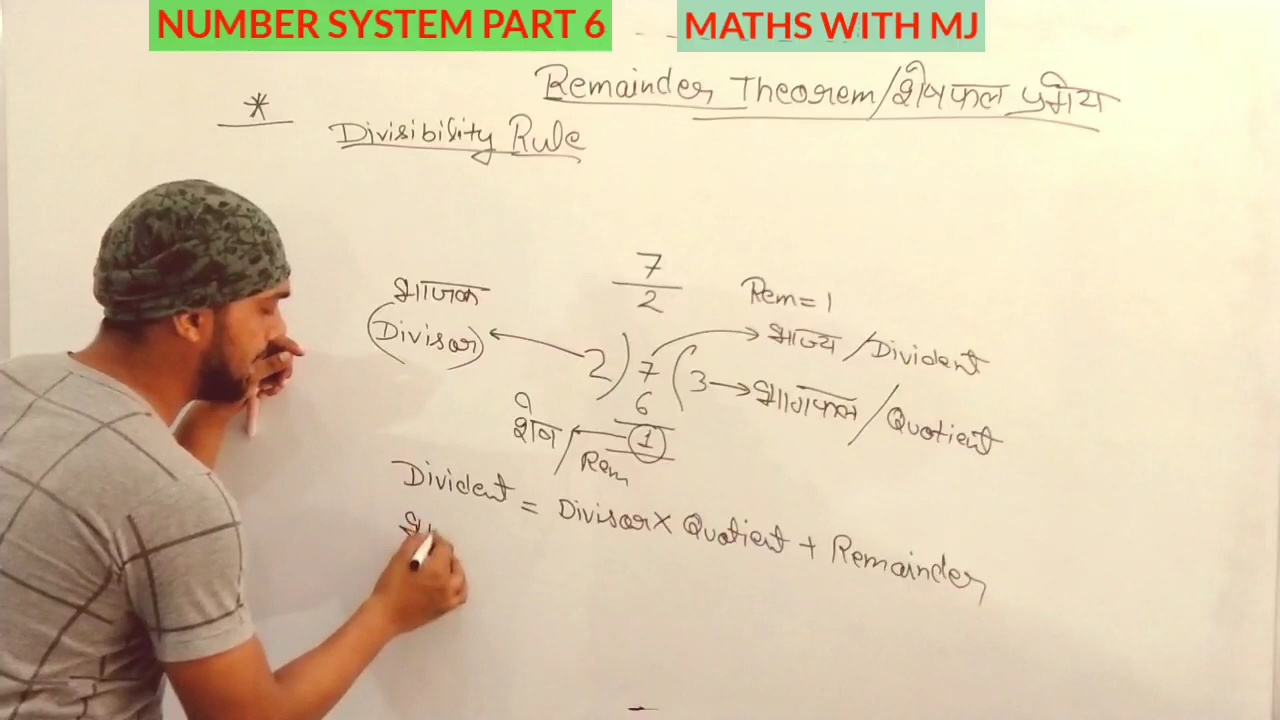 NUMBER SYSTEM PART 6
MATHS WITH MJ
Remainder Theorem/शेषफल प्रमेय
*
Divisibility Rule
7
2
Rem=1
भाजक
(Divisor)
2) 7 (3
भाज्य/Divident
भागफल/Quotient
6
1
शेष/Rem
Divident = Divisor × Quotient + Remainder